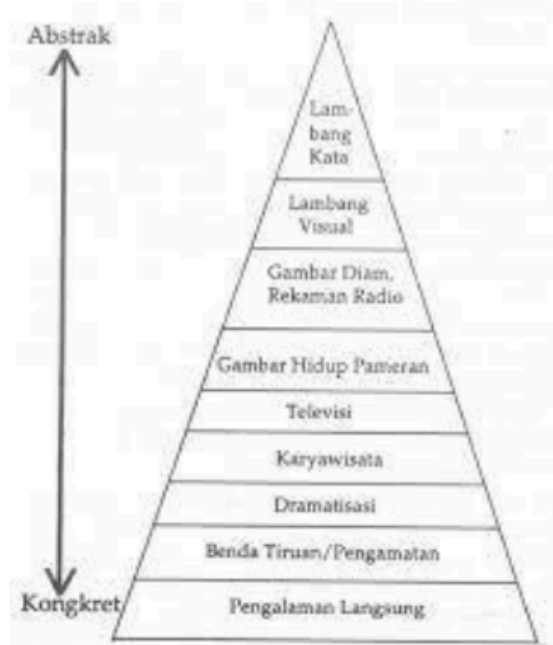 Abstrak
Lam-
bang
Kata
Lambang
Visual
Gambar Diam,
Rekaman Radio
Gambar Hidup Pameran
Televisi
Karyawisata
Dramatisasi
Benda Tiruan/Pengamatan
Kongkret
Pengalaman Langsung